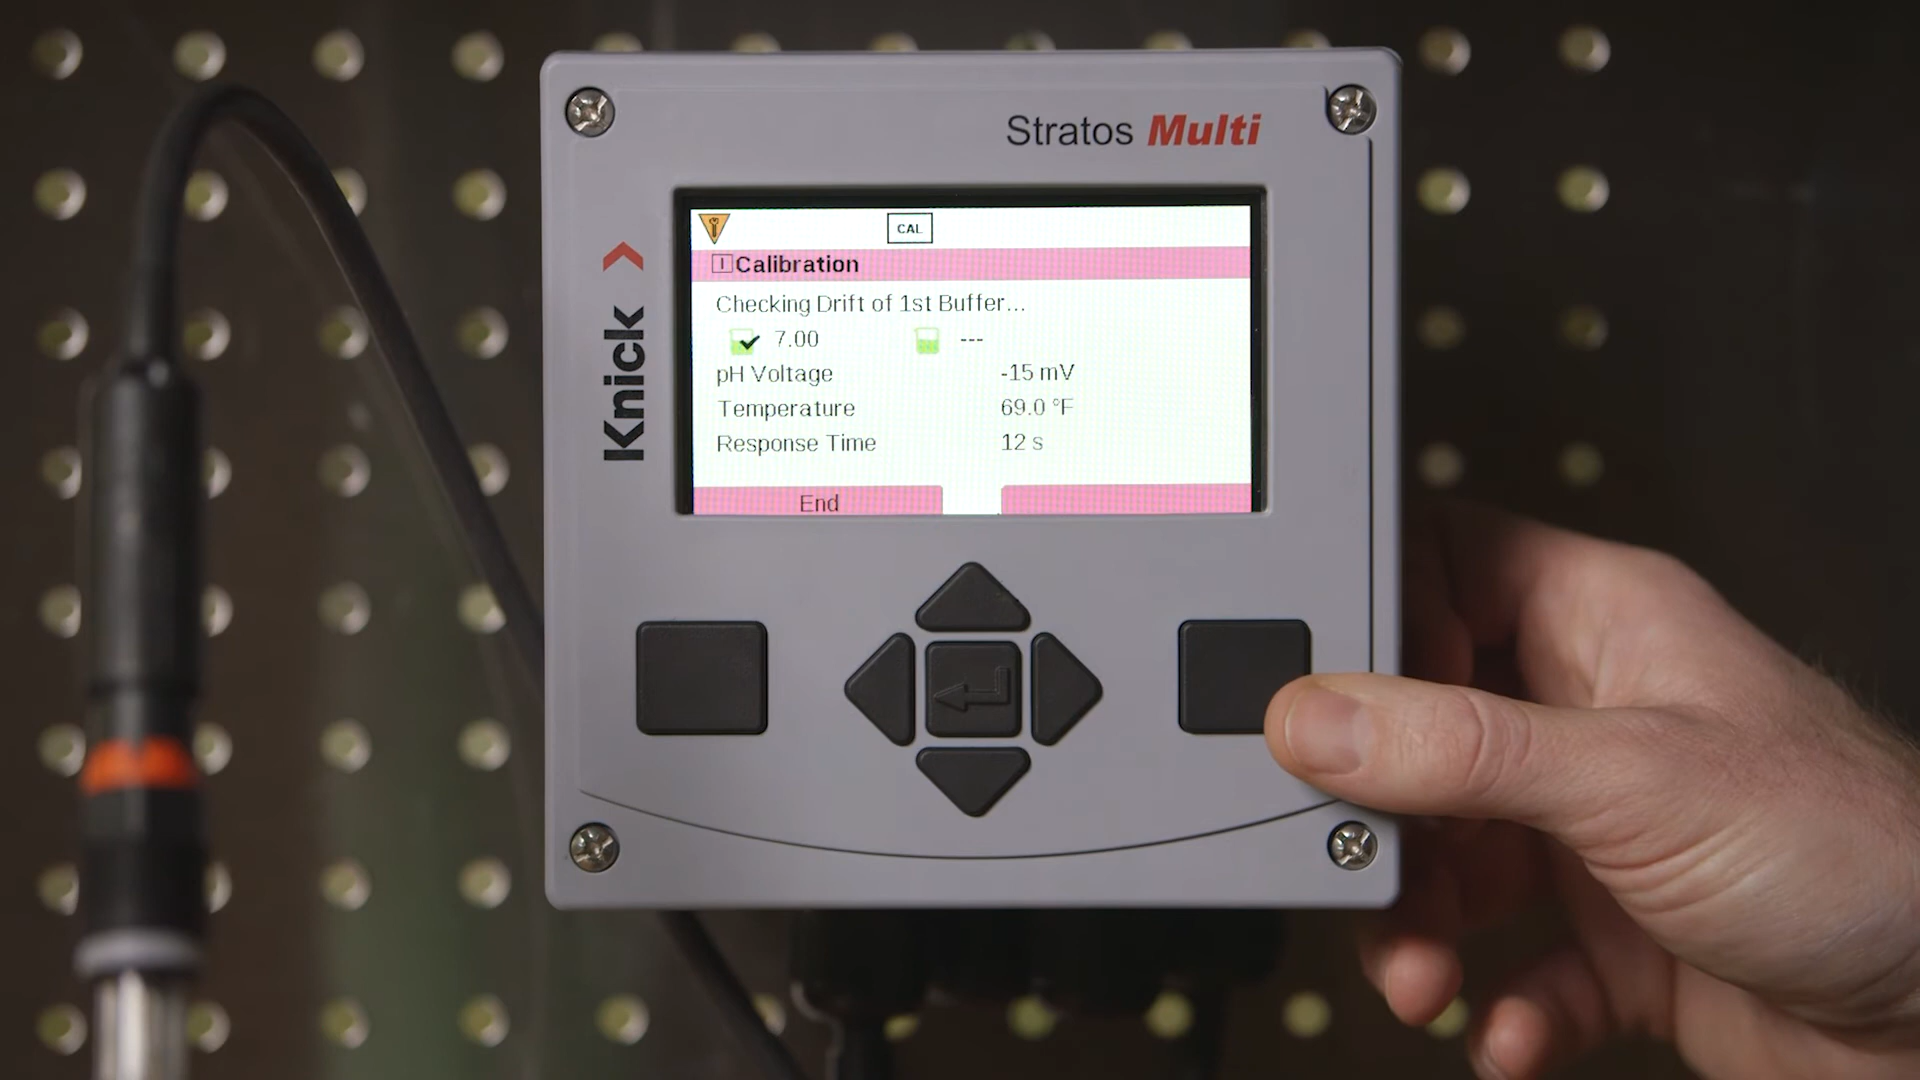 Stratos Multi
Knick
CAL
I Calibration
Checking Drift of 1st Buffer...
7.00 ---
pH Voltage -15 mV
Temperature 69.0 °F
Response Time 12 s
End